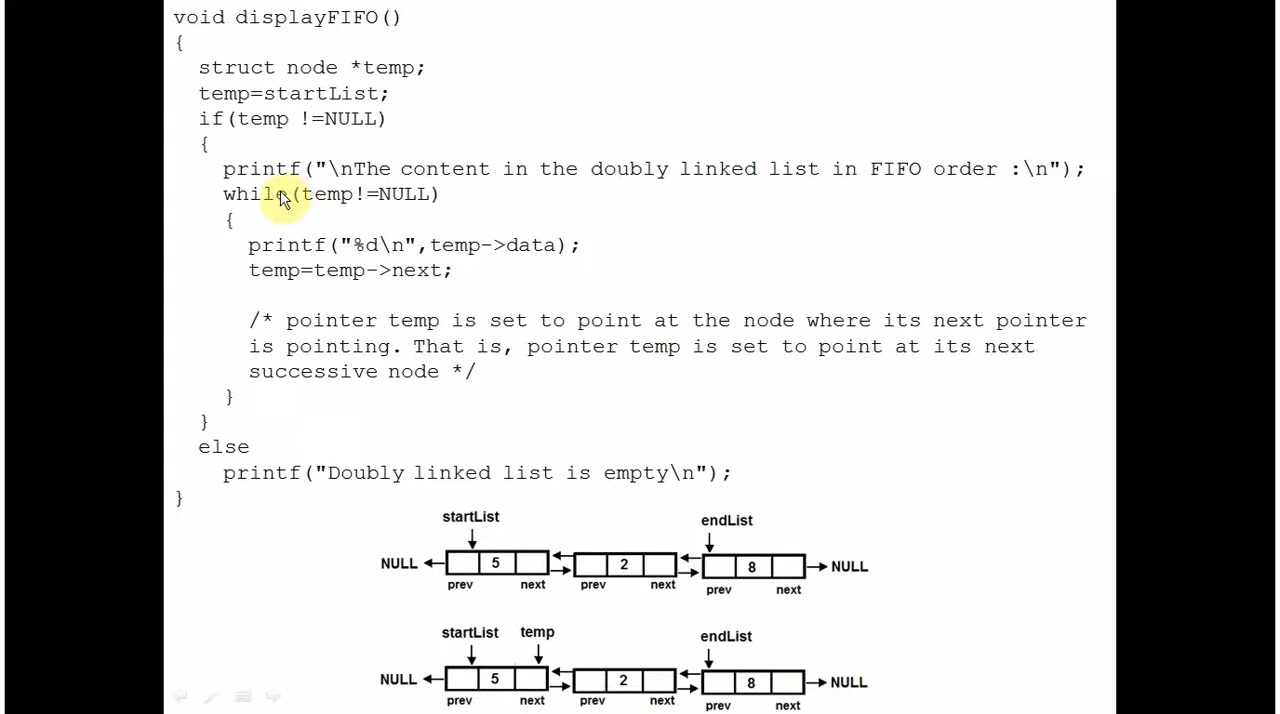 void displayFIFO()
{
struct node *temp;
temp=startList;
if(temp !=NULL)
{
printf("\nThe content in the doubly linked list in FIFO order :\n");
while(temp!=NULL)
{
printf("%d\n",temp->data);
temp=temp->next;
/* pointer temp is set to point at the node where its next pointer
is pointing. That is, pointer temp is set to point at its next
successive node */
}
}
else
printf("Doubly linked list is empty\n");
}
startList endList
NULL 5 2 8 NULL
prev next prev next prev next
startList temp endList
NULL 5 2 8 NULL
prev next prev next prev next